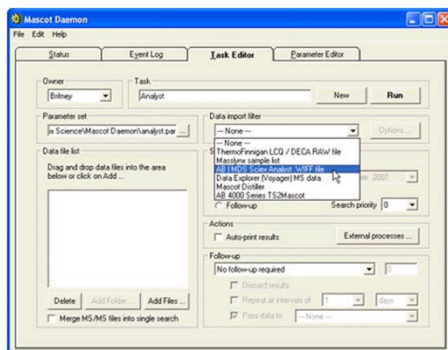 Mascot Daemon
File Edit Help
Status Event Log Task Editor Parameter Editor
Owner Task
Britney Analyst New Run
Parameter set Data import filter
ix Science\Mascot Daemon\analyst.par ... -- None -- Options ...
-- None --
Data file list
ThermoFinnigan LCQ / DECA RAW file
Masslynx sample list
Drag and drop data files into the area
below or click on Add ...
AB I MDS Sciex Analyst .WIFF file
2007
Data Explorer (Voyager) MS data
Mascot Distiller
AB 4000 Series TS2Mascot
Follow-up Search priority 0
Actions
Auto-print results External processes ...
Follow-up
No follow-up required 0
Discard results
Delete Add Folder ... Add Files ...
Repeat at intervals of 1 days
Merge MS/MS files into single search
Pass data to: -- None --